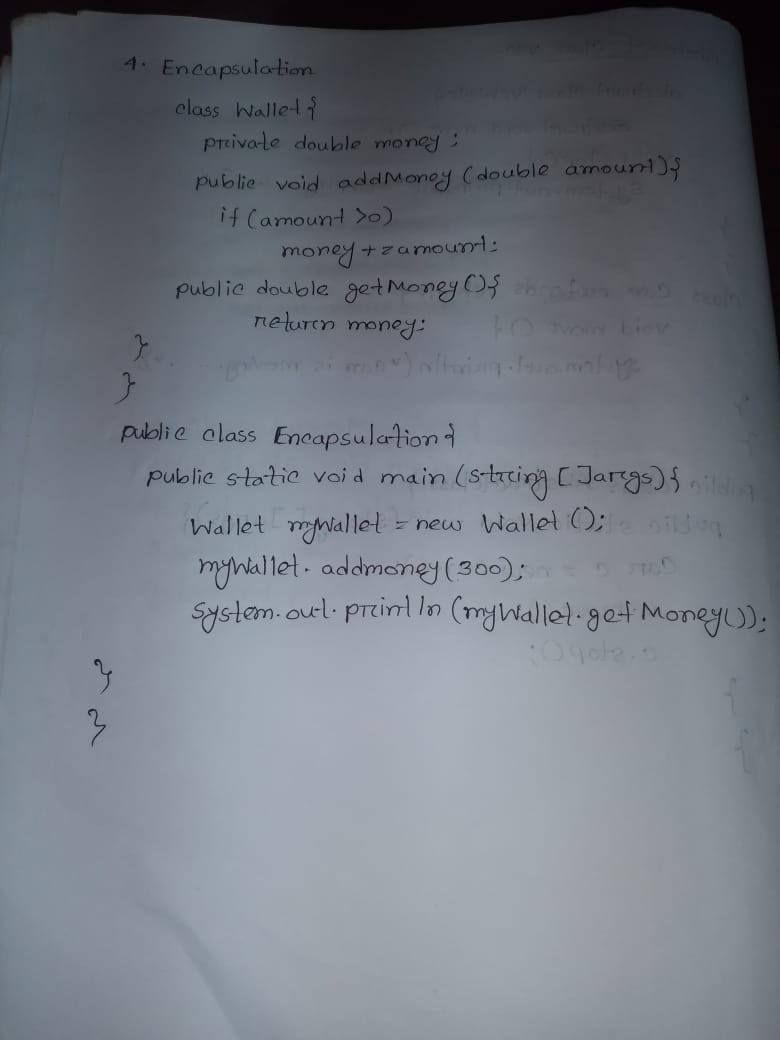 4. Encapsulation
class Wallet{
private double money;
public void addMoney (double amount){
if (amount >0)
money += amount;
public double getMoney(){
return money;
}
}
public class Encapsulation{
public static void main (string []args){
Wallet myWallet = new Wallet ();
myWallet. addmoney(300);
system.out.println (myWallet.getMoney());
}
}